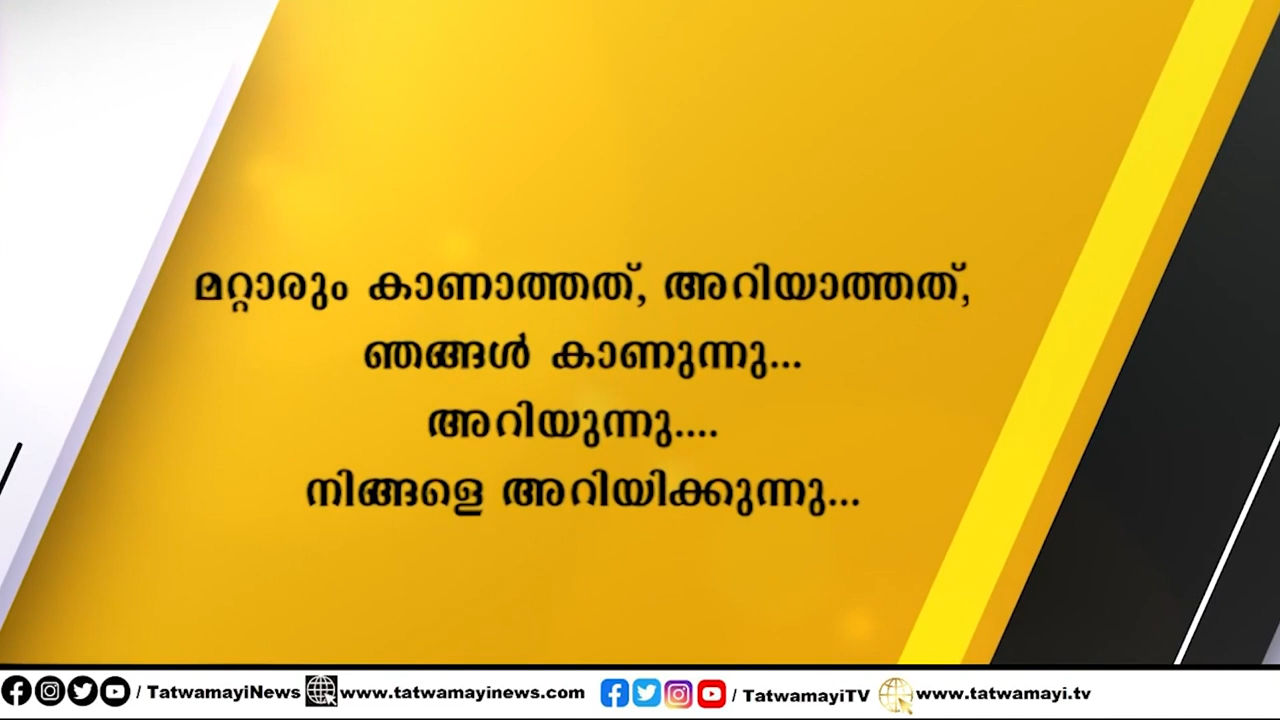 മറ്റാരും കാണാത്തത്, അറിയാത്തത്,
ഞങ്ങൾ കാണുന്നു...
അറിയുന്നു....
നിങ്ങളെ അറിയിക്കുന്നു...
/ TatwamayiNews www.tatwamayinews.com / TatwamayiTV www.tatwamayi.tv